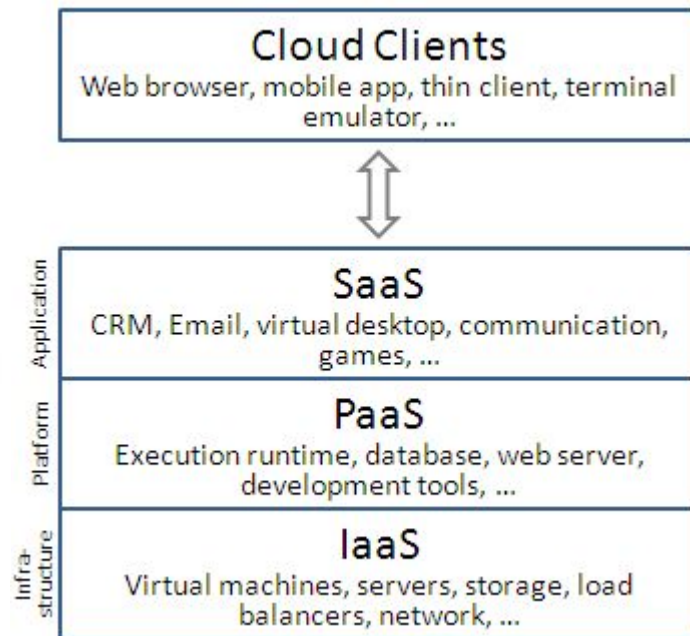 Cloud Clients
Web browser, mobile app, thin client, terminal
emulator, ...
Application
SaaS
CRM, Email, virtual desktop, communication,
games, ...
Platform
PaaS
Execution runtime, database, web server,
development tools, ...
Infra-
structure
IaaS
Virtual machines, servers, storage, load
balancers, network, ...